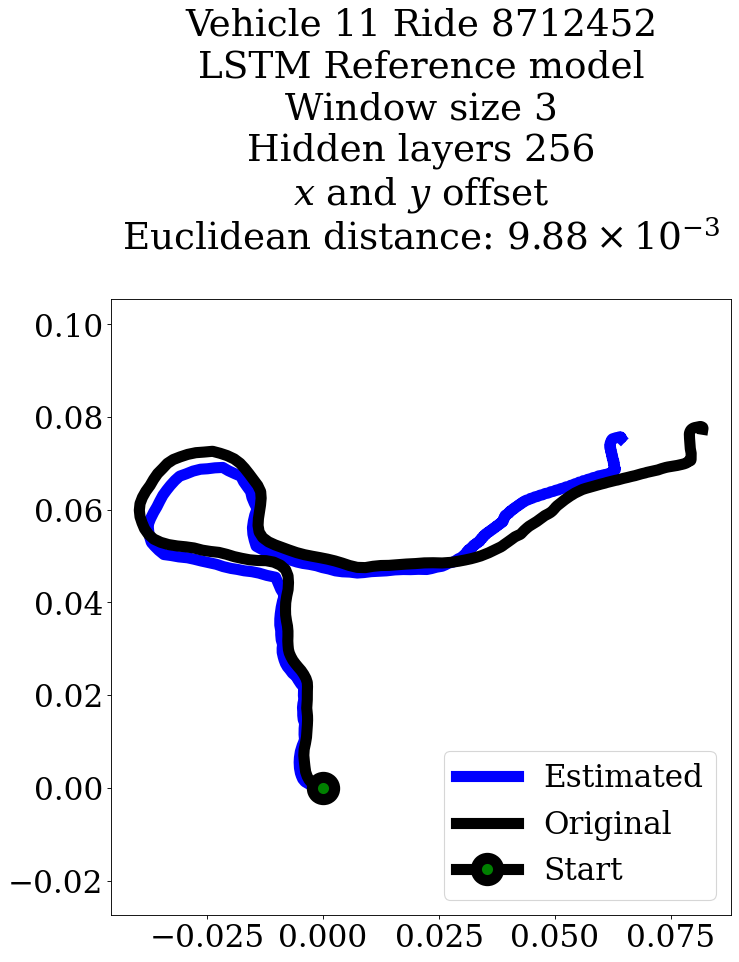 Vehicle 11 Ride 8712452
LSTM Reference model
Window size 3
Hidden layers 256
x and y offset
Euclidean distance: 9.88 × 10⁻³
0.10
0.08
0.06
0.04
0.02
0.00
−0.02
Estimated
Original
Start
−0.025 0.000 0.025 0.050 0.075